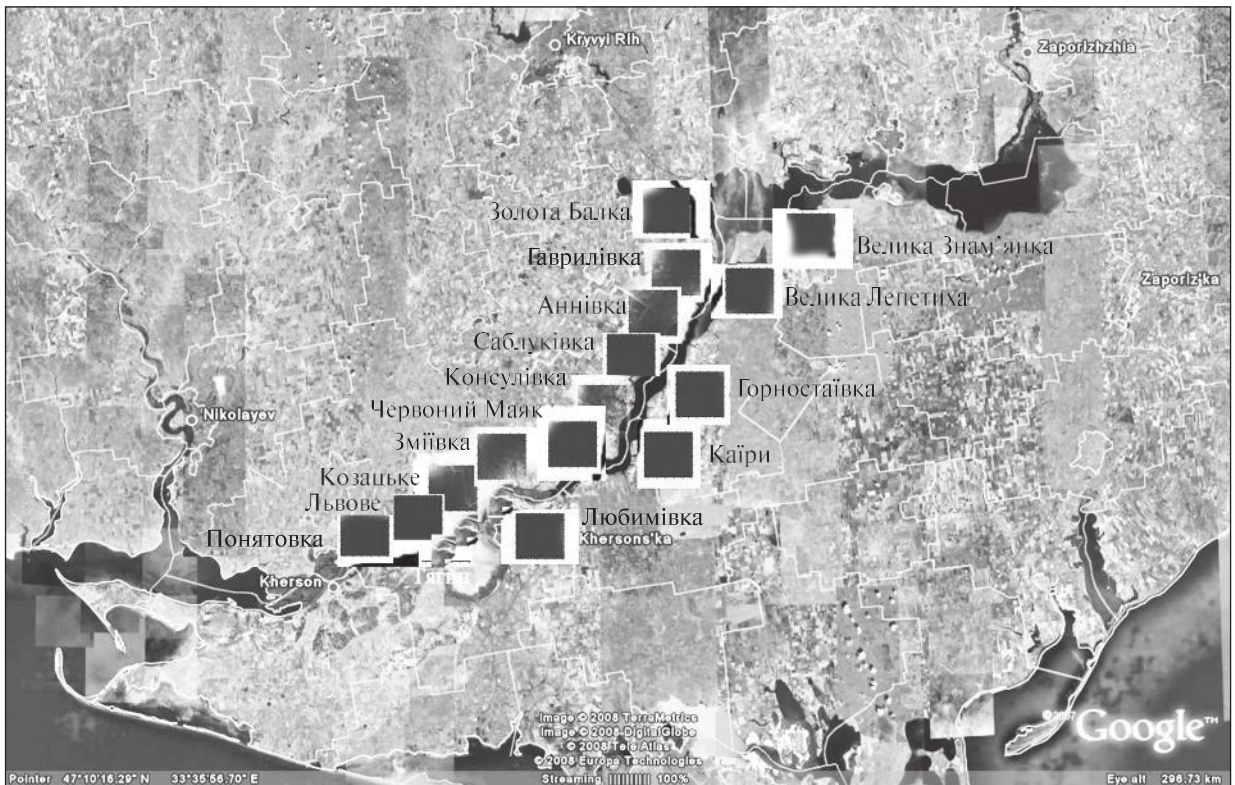 Kryvyi Rih
Zaporizhzhia
Золота Балка
Велика Знам’янка
Гаврилівка
Zaporiz'ka
Велика Лепетиха
Аннівка
Саблуківка
Консулівка
Горностаївка
Червоний Маяк
Nikolayev
Зміївка
Каїри
Козацьке
Львове
Любимівка
Понятовка
Khersons'ka
Kherson
Image © 2008 TerraMetrics
Image © 2008 DigitalGlobe
© 2008 Tele Atlas
© 2008 Europa Technologies
©2007 Google™
Pointer 47°10'16.29" N 33°35'56.70" E Streaming 100% Eye alt 296.73 km